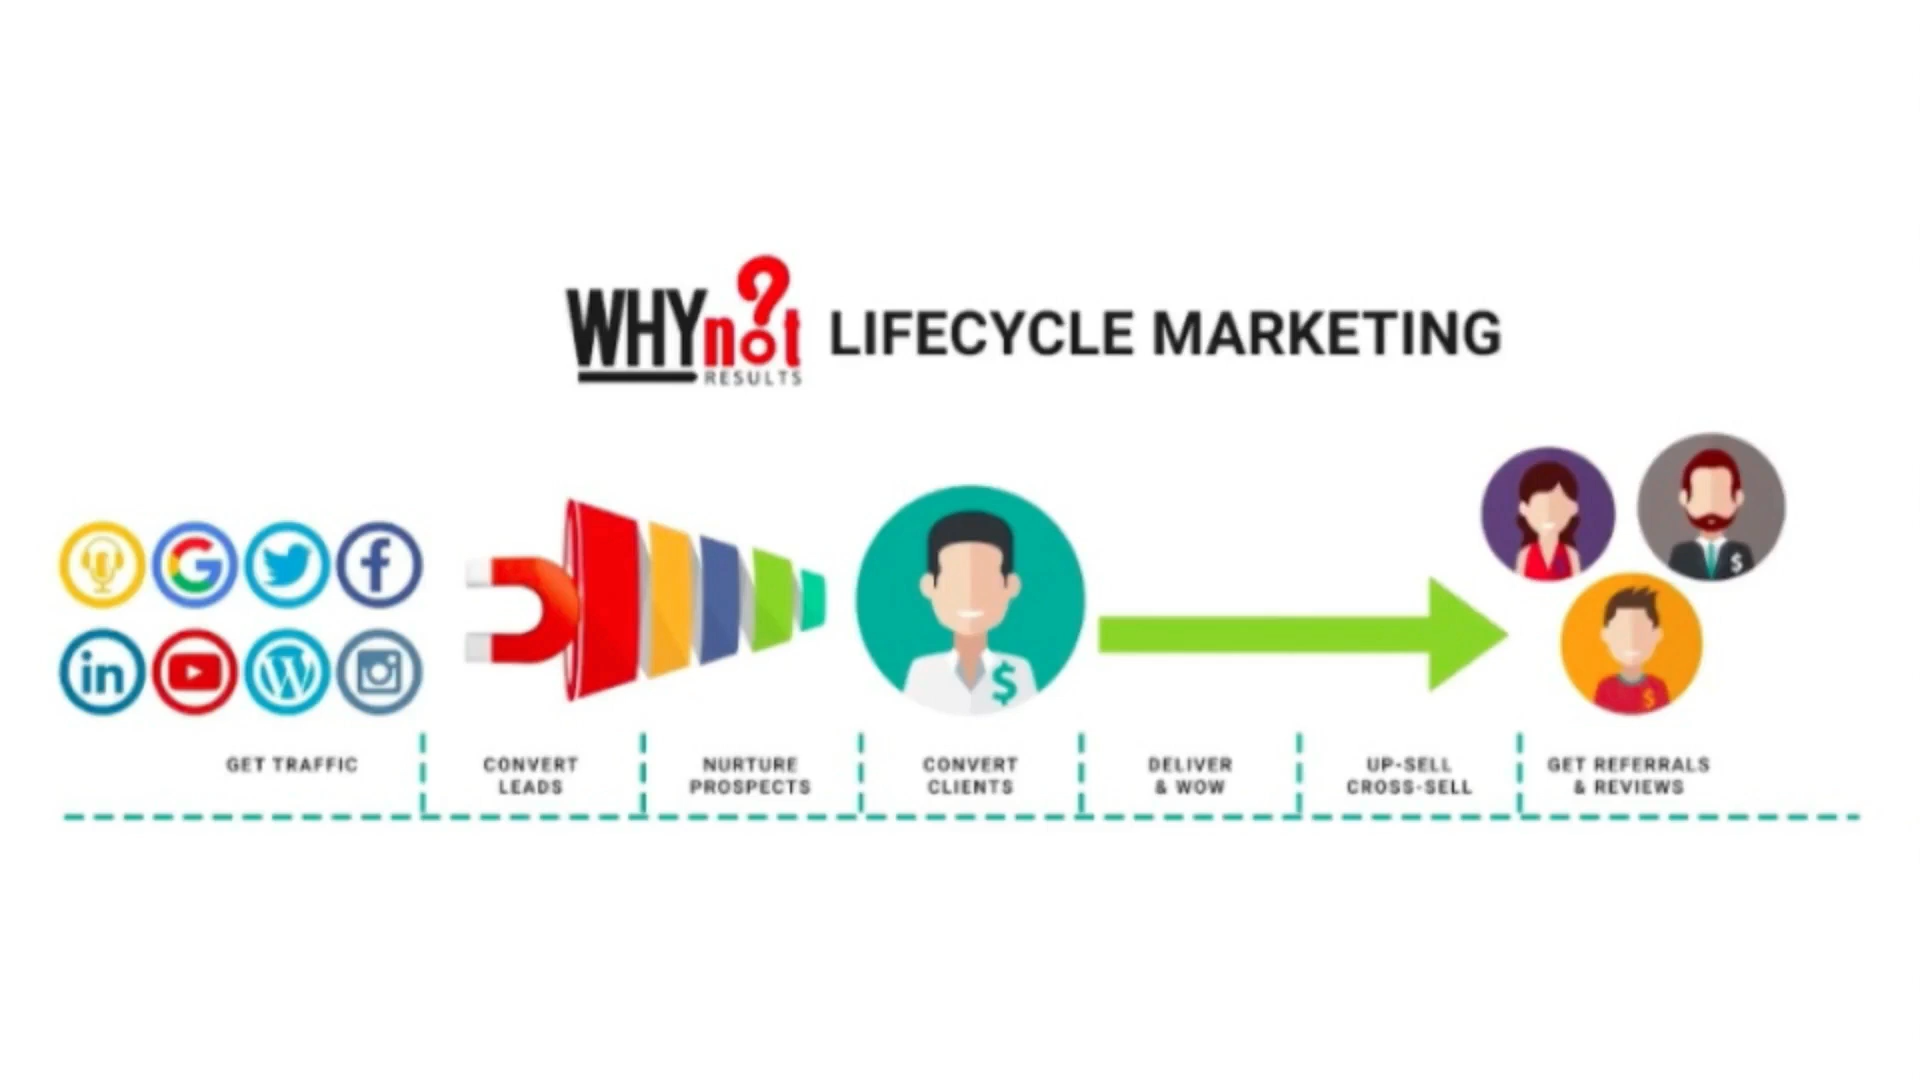 WHYnot?
RESULTS
LIFECYCLE MARKETING
G
f
in
W
$
$
$
GET TRAFFIC
CONVERT
LEADS
NURTURE
PROSPECTS
CONVERT
CLIENTS
DELIVER
& WOW
UP-SELL
CROSS-SELL
GET REFERRALS
& REVIEWS